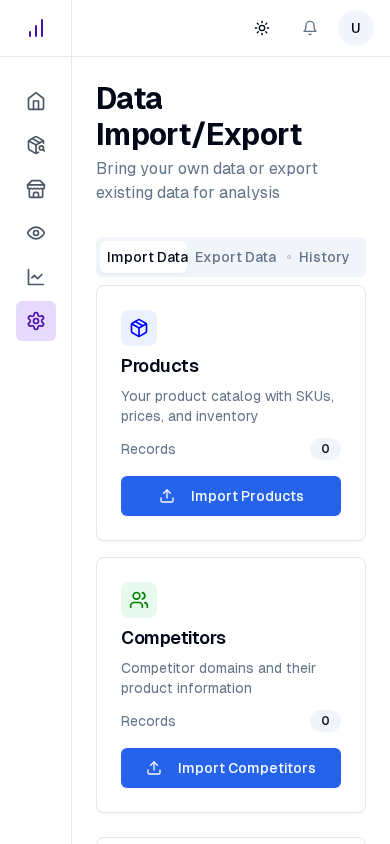 U
Data
Import/Export
Bring your own data or export
existing data for analysis
Import Data Export Data History
Products
Your product catalog with SKUs,
prices, and inventory
Records 0
Import Products
Competitors
Competitor domains and their
product information
Records 0
Import Competitors